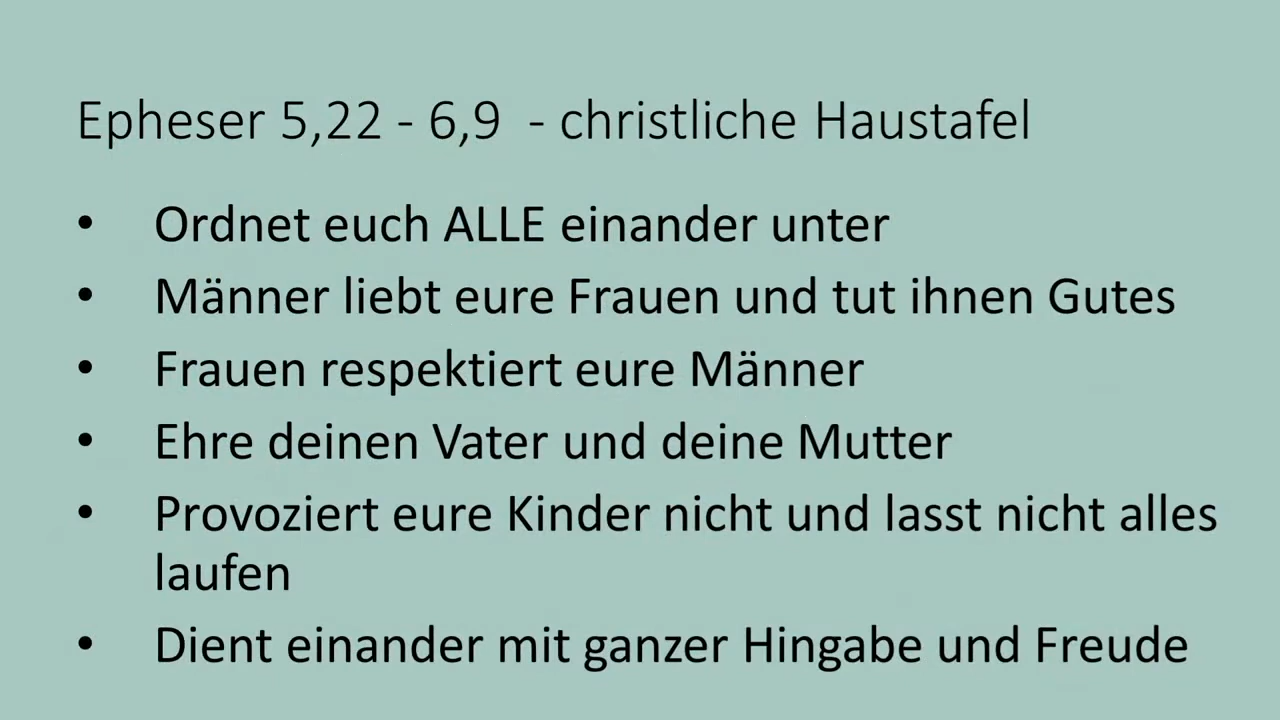 Epheser 5,22 - 6,9  - christliche Haustafel
• Ordnet euch ALLE einander unter
• Männer liebt eure Frauen und tut ihnen Gutes
• Frauen respektiert eure Männer
• Ehre deinen Vater und deine Mutter
• Provoziert eure Kinder nicht und lasst nicht alles
laufen
• Dient einander mit ganzer Hingabe und Freude